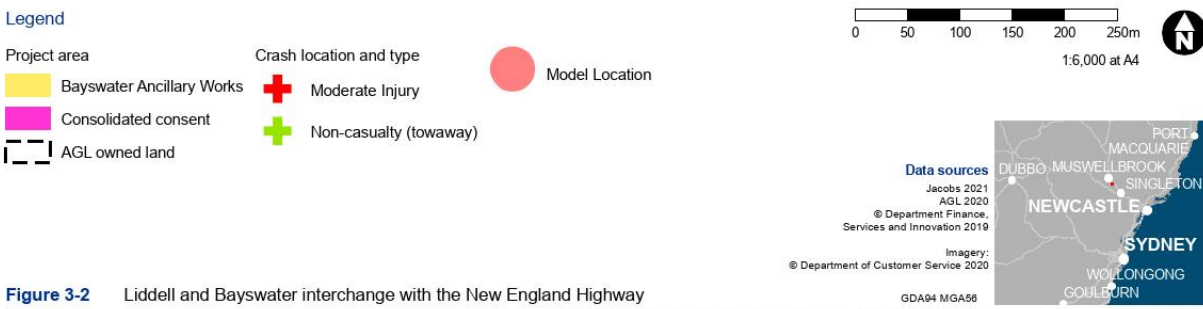 Legend
Project area
Bayswater Ancillary Works
Consolidated consent
AGL owned land
Crash location and type
Moderate Injury
Non-casualty (towaway)
Model Location
0 50 100 150 200 250m
1:6,000 at A4
N
Data sources
Jacobs 2021
AGL 2020
© Department Finance,
Services and Innovation 2019
Imagery:
© Department of Customer Service 2020
GDA94 MGA56
PORT
MACQUARIE
DUBBO MUSWELLBROOK
SINGLETON
NEWCASTLE
SYDNEY
WOLLONGONG
GOULBURN
Figure 3-2 Liddell and Bayswater interchange with the New England Highway